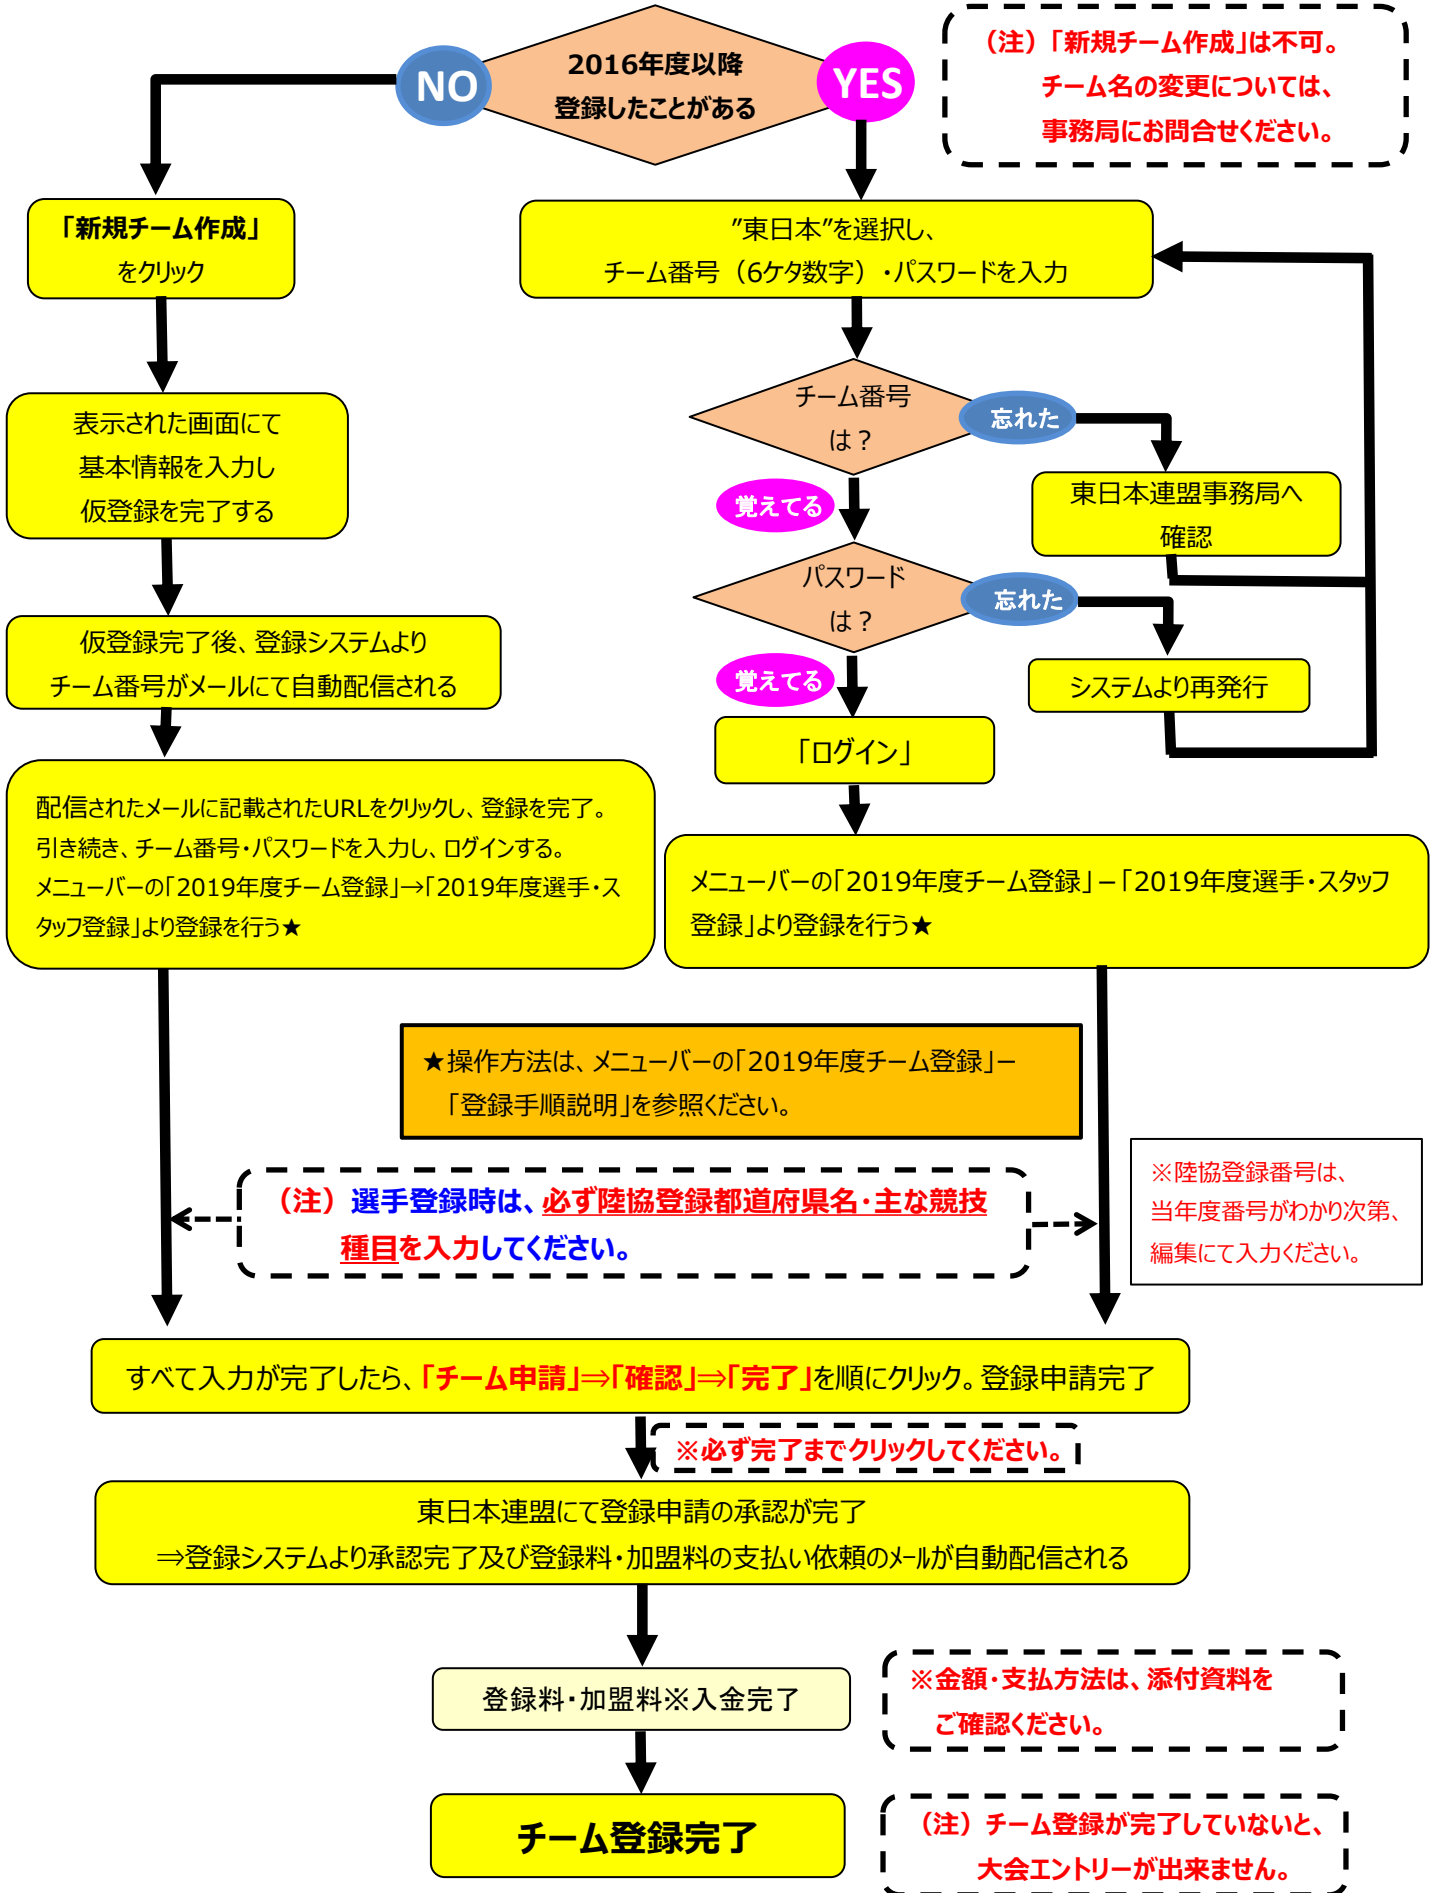 2016年度以降
登録したことがある
NO
YES
（注）「新規チーム作成」は不可。
チーム名の変更については、
事務局にお問合せください。
「新規チーム作成」
をクリック
”東日本”を選択し、
チーム番号（6ケタ数字）・パスワードを入力
表示された画面にて
基本情報を入力し
仮登録を完了する
チーム番号
は？
忘れた
東日本連盟事務局へ
確認
覚えてる
パスワード
は？
忘れた
システムより再発行
覚えてる
仮登録完了後、登録システムより
チーム番号がメールにて自動配信される
「ログイン」
配信されたメールに記載されたURLをクリックし、登録を完了。
引き続き、チーム番号・パスワードを入力し、ログインする。
メニューバーの「2019年度チーム登録」→「2019年度選手・ス
タッフ登録」より登録を行う★
メニューバーの「2019年度チーム登録」－「2019年度選手・スタッフ
登録」より登録を行う★
★操作方法は、メニューバーの「2019年度チーム登録」－
「登録手順説明」を参照ください。
（注）選手登録時は、必ず陸協登録都道府県名・主な競技
種目を入力してください。
※陸協登録番号は、
当年度番号がわかり次第、
編集にて入力ください。
すべて入力が完了したら、「チーム申請」⇒「確認」⇒「完了」を順にクリック。登録申請完了
※必ず完了までクリックしてください。
東日本連盟にて登録申請の承認が完了
⇒登録システムより承認完了及び登録料・加盟料の支払い依頼のメールが自動配信される
登録料・加盟料※入金完了
※金額・支払方法は、添付資料を
ご確認ください。
チーム登録完了
（注）チーム登録が完了していないと、
大会エントリーが出来ません。